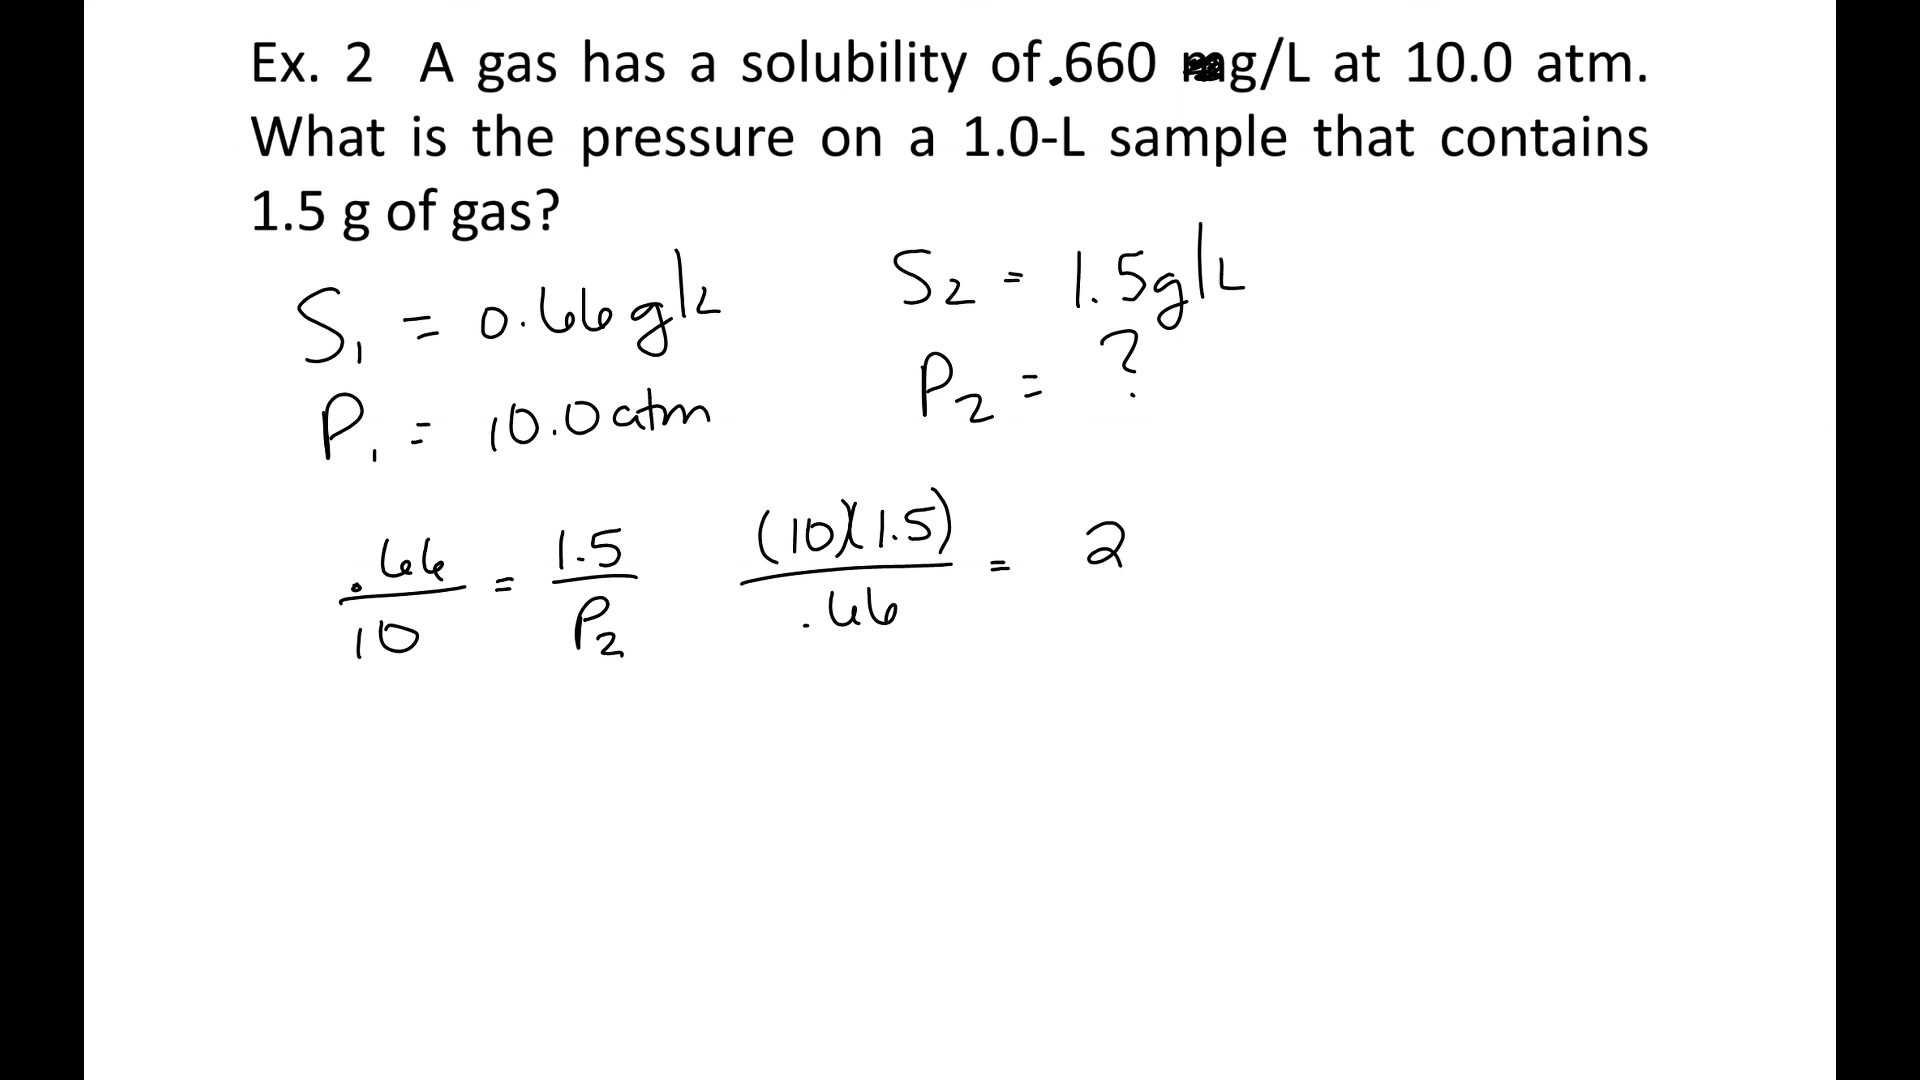 Ex. 2 A gas has a solubility of .660 g/L at 10.0 atm.
What is the pressure on a 1.0-L sample that contains
1.5 g of gas?
S₁ = 0.66 g/L
S₂ = 1.5g/L
P₁ = 10.0 atm
P₂ = ?
.66/10 = 1.5/P₂
(10)(1.5)/.66 = 2